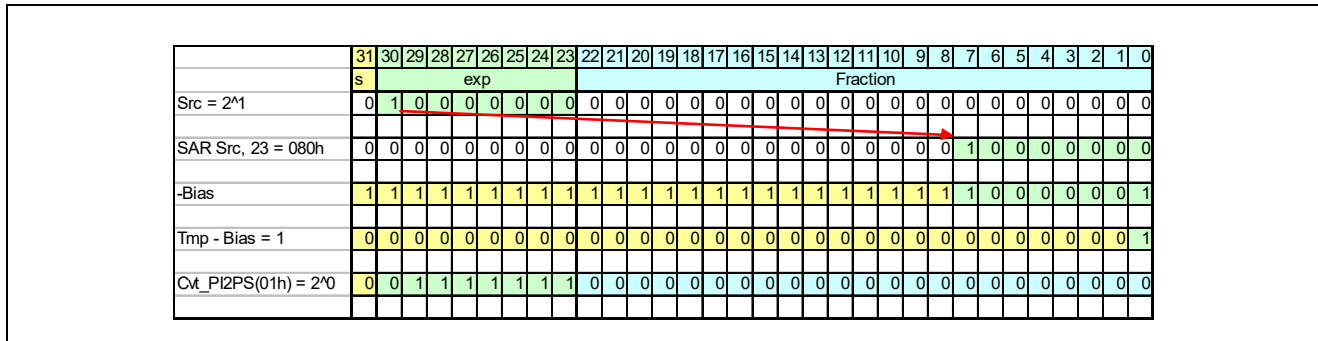 31 30 29 28 27 26 25 24 23 22 21 20 19 18 17 16 15 14 13 12 11 10 9 8 7 6 5 4 3 2 1 0
s exp Fraction
Src = 2^1 0 1 0 0 0 0 0 0 0 0 0 0 0 0 0 0 0 0 0 0 0 0 0 0 0 0 0 0 0 0 0 0
SAR Src, 23 = 080h 0 0 0 0 0 0 0 0 0 0 0 0 0 0 0 0 0 0 0 0 0 0 0 0 1 0 0 0 0 0 0 0
-Bias 1 1 1 1 1 1 1 1 1 1 1 1 1 1 1 1 1 1 1 1 1 1 1 1 1 0 0 0 0 0 0 1
Tmp - Bias = 1 0 0 0 0 0 0 0 0 0 0 0 0 0 0 0 0 0 0 0 0 0 0 0 0 0 0 0 0 0 0 0 1
Cvt_PI2PS(01h) = 2^0 0 0 1 1 1 1 1 1 1 0 0 0 0 0 0 0 0 0 0 0 0 0 0 0 0 0 0 0 0 0 0 0